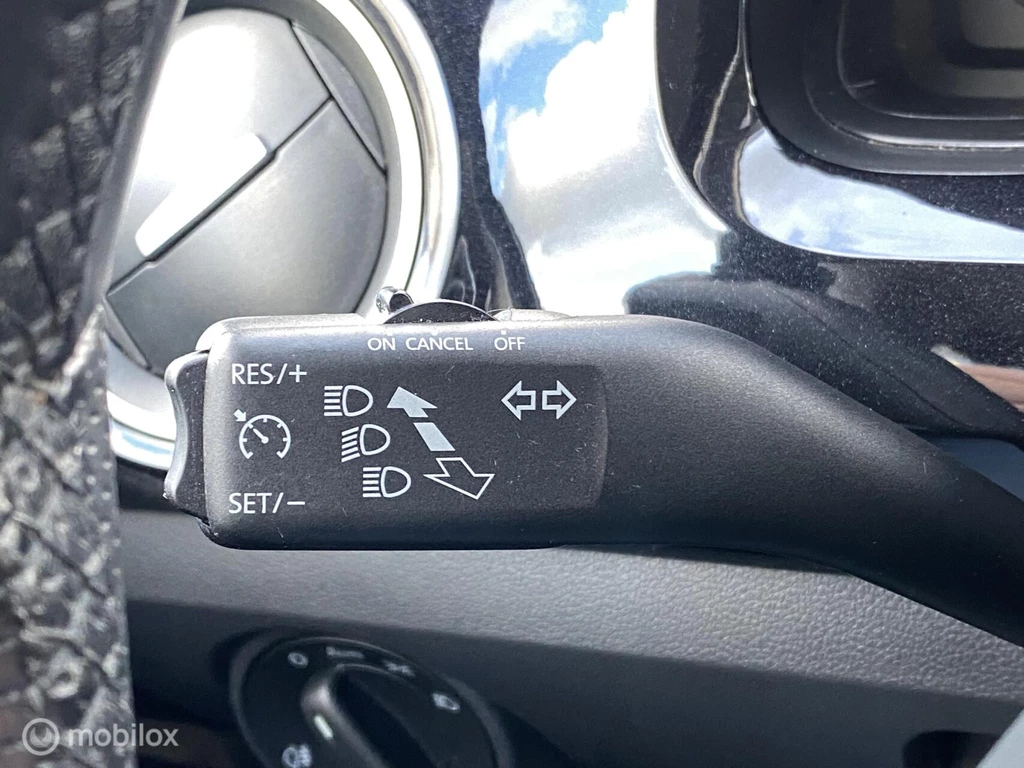 ON CANCEL OFF
RES/+
SET/−
mobilox